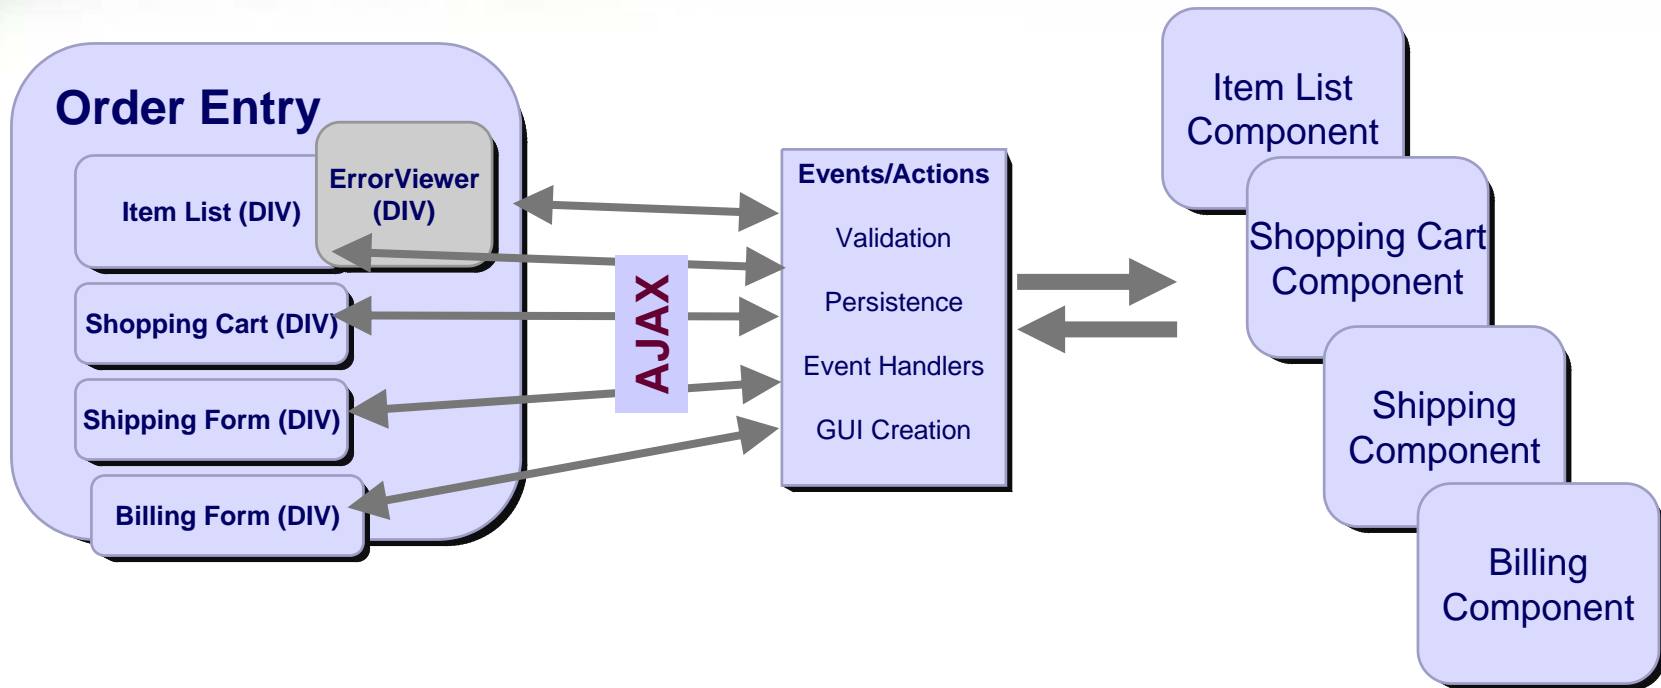 Order Entry
ErrorViewer
(DIV)
Item List (DIV)
Shopping Cart (DIV)
Shipping Form (DIV)
Billing Form (DIV)
AJAX
Events/Actions
Validation
Persistence
Event Handlers
GUI Creation
Item List
Component
Shopping Cart
Component
Shipping
Component
Billing
Component